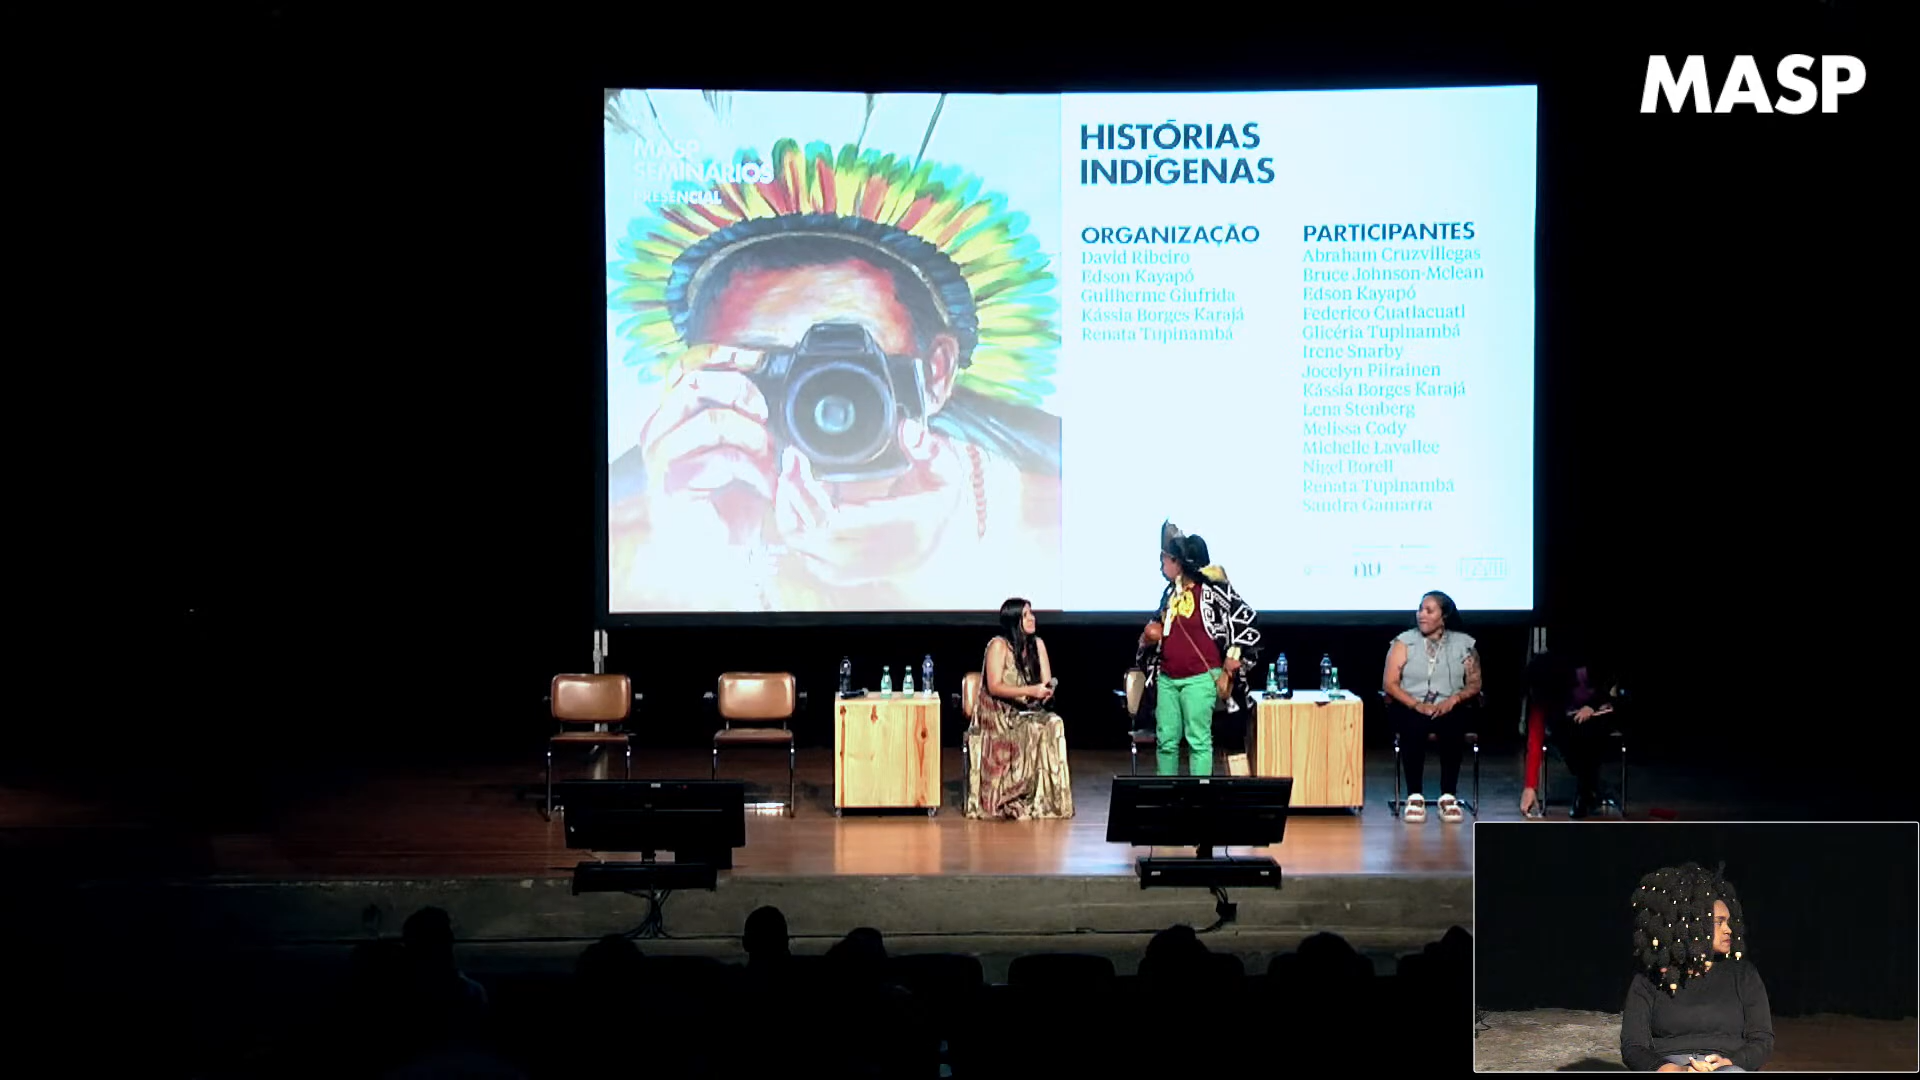 MASP
MASP
SEMINÁRIOS
PRESENCIAL
HISTÓRIAS
INDÍGENAS
ORGANIZAÇÃO
David Ribeiro
Edson Kayapó
Guilherme Giufrida
Kássia Borges Karajá
Renata Tupinambá
PARTICIPANTES
Abraham Cruzvillegas
Bruce Johnson-Mclean
Edson Kayapó
Federico Cuatlacuatl
Glicéria Tupinambá
Irene Snarby
Jocelyn Piirainen
Kássia Borges Karajá
Lena Stenberg
Melissa Cody
Michelle Lavallee
Nigel Borell
Renata Tupinambá
Sandra Gamarra
nu